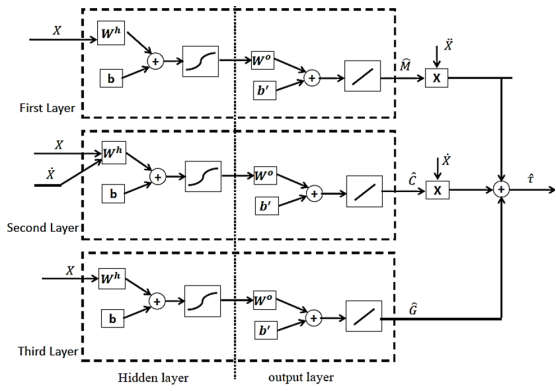 X
W^h
b
+
W^o
b'
+
M̂
Ẍ
X
First Layer
X
Ẋ
W^h
b
+
W^o
b'
+
Ĉ
Ẋ
X
+
τ̂
Second Layer
X
W^h
b
+
W^o
b'
+
Ĝ
Third Layer
Hidden layer
output layer